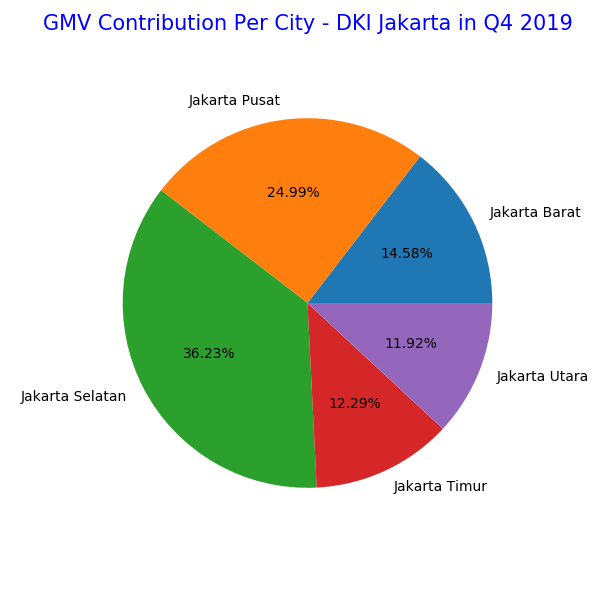 GMV Contribution Per City - DKI Jakarta in Q4 2019
Jakarta Pusat
24.99%
Jakarta Barat
14.58%
11.92%
36.23%
Jakarta Utara
Jakarta Selatan
12.29%
Jakarta Timur